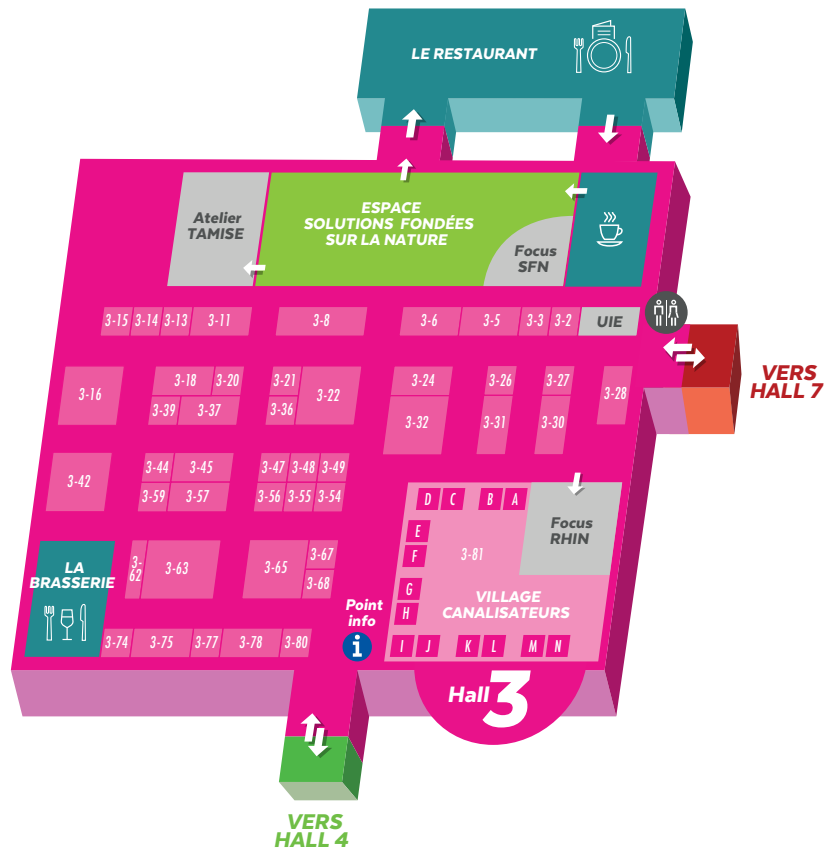 LE RESTAURANT
Atelier
TAMISE
ESPACE
SOLUTIONS FONDÉES
SUR LA NATURE
Focus
SFN
3-15 3-14 3-13 3-11 3-8 3-6 3-5 3-3 3-2 UIE
VERS
HALL 7
3-16 3-18 3-20 3-21 3-22 3-24 3-26 3-27 3-28
3-39 3-37 3-36 3-32 3-31 3-30
3-42 3-44 3-45 3-47 3-48 3-49
3-59 3-57 3-56 3-55 3-54
D C B A
Focus
RHIN
E
F
3-81
G
H
VILLAGE
CANALISATEURS
I J K L M N
LA
BRASSERIE
3-
62
3-63 3-65 3-67
3-68
Point
info
i
3-74 3-75 3-77 3-78 3-80
Hall 3
VERS
HALL 4